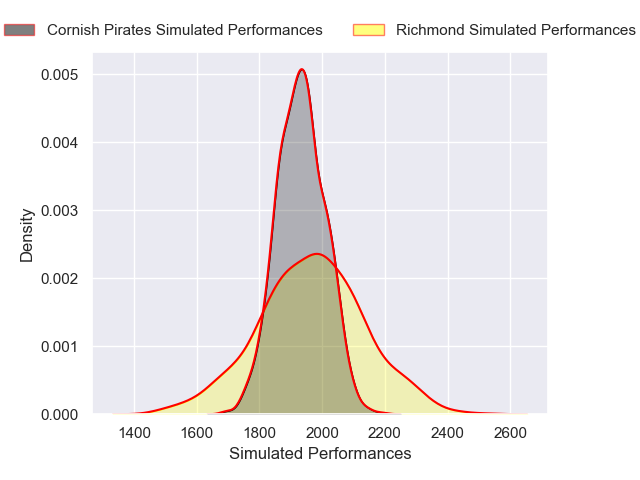 Cornish Pirates Simulated Performances Richmond Simulated Performances
0.005
0.004
0.003
0.002
0.001
0.000
Density
1400 1600 1800 2000 2200 2400 2600
Simulated Performances